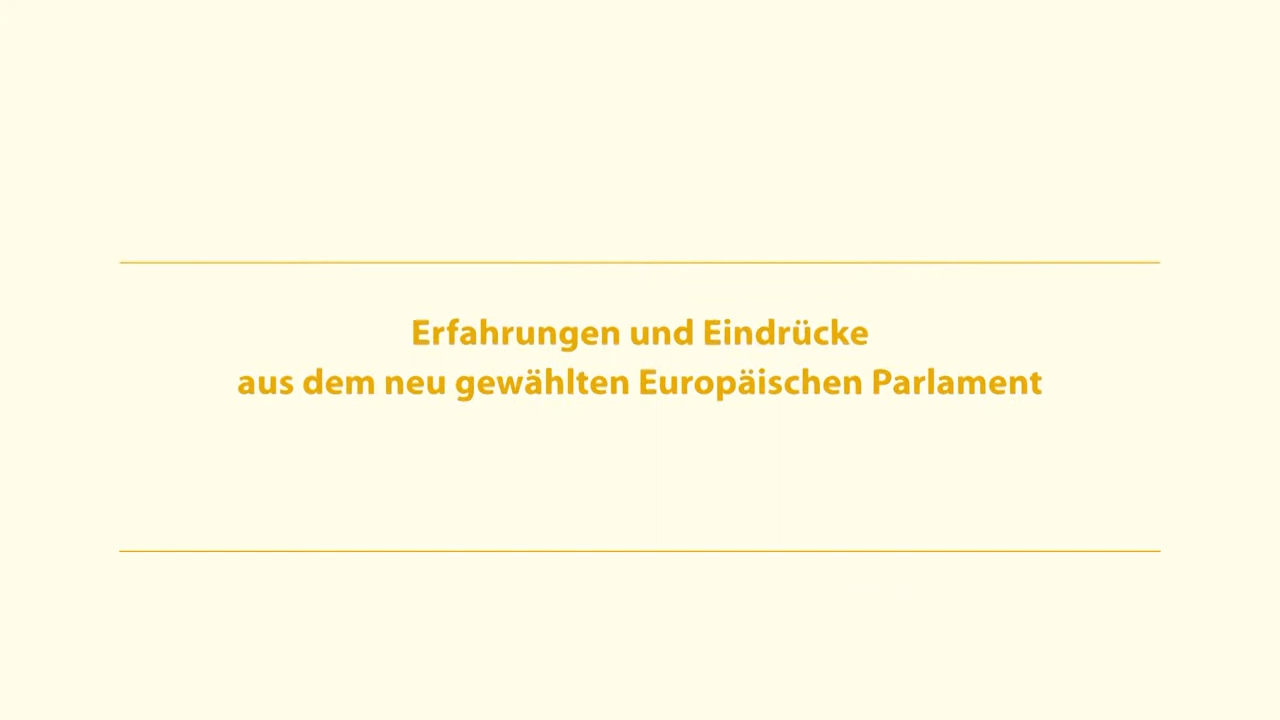 Erfahrungen und Eindrücke
aus dem neu gewählten Europäischen Parlament